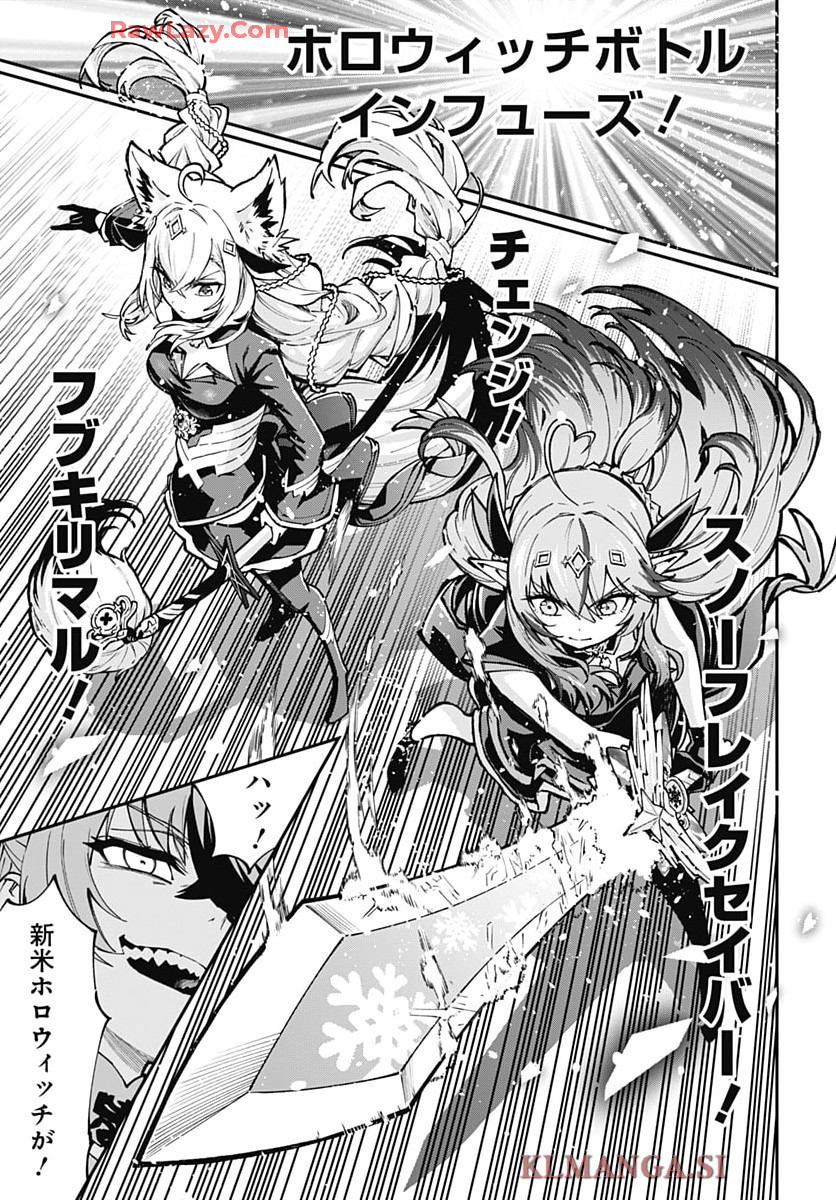 RawLazy.Com
ホロウィッチボトル
インフューズ!
チェンジ!
スノーフレイクセイバー!
フブキリマル!
ハッ!
新米ホロウィッチが!
KLMANGA.SI